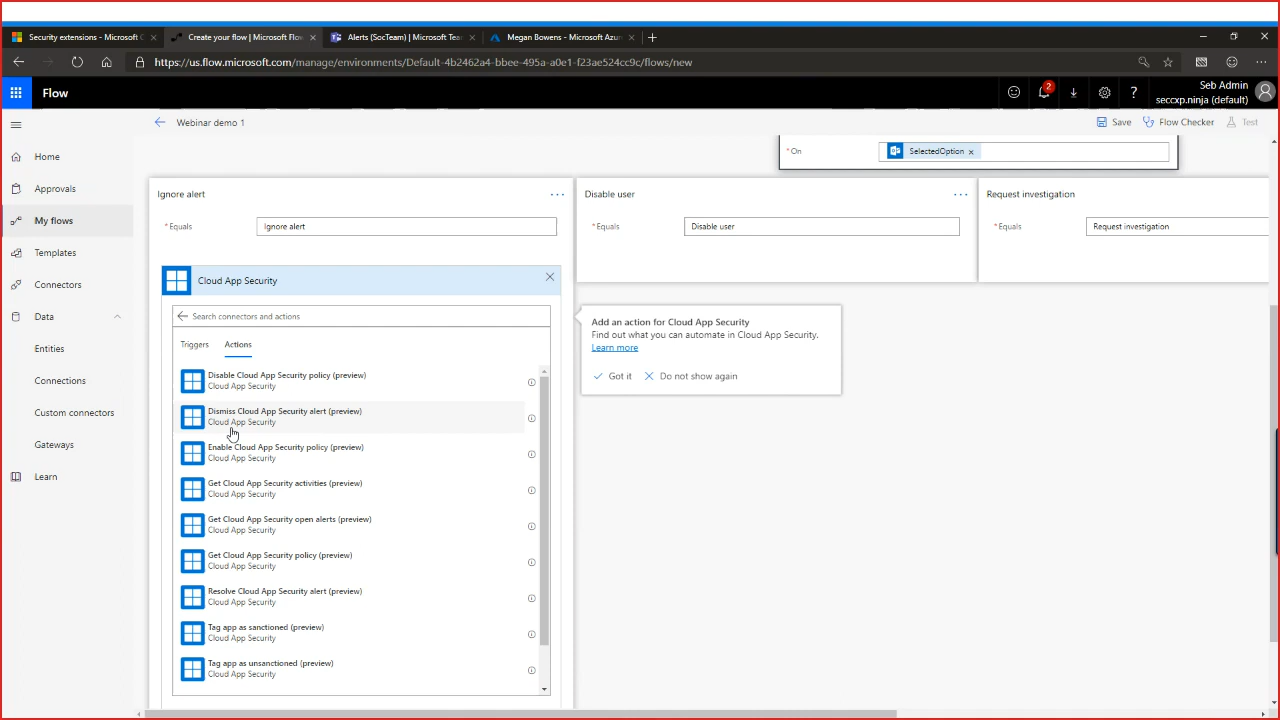 Security extensions - Microsoft C
Create your flow | Microsoft Flow
Alerts (SocTeam) | Microsoft Team
Megan Bowens - Microsoft Azu
https://us.flow.microsoft.com/manage/environments/Default-4b2462a4-bbee-495a-a0e1-f23ae524cc9c/flows/new
Flow
2
?
Seb Admin
seccxp.ninja (default)
Webinar demo 1
Save
Flow Checker
Test
Home
Approvals
My flows
Templates
Connectors
Data
Entities
Connections
Custom connectors
Gateways
Learn
* On
SelectedOption x
Ignore alert
...
* Equals
Ignore alert
Disable user
...
* Equals
Disable user
Request investigation
* Equals
Request investigation
Cloud App Security
Search connectors and actions
Triggers
Actions
Disable Cloud App Security policy (preview)
Cloud App Security
Dismiss Cloud App Security alert (preview)
Cloud App Security
Enable Cloud App Security policy (preview)
Cloud App Security
Get Cloud App Security activities (preview)
Cloud App Security
Get Cloud App Security open alerts (preview)
Cloud App Security
Get Cloud App Security policy (preview)
Cloud App Security
Resolve Cloud App Security alert (preview)
Cloud App Security
Tag app as sanctioned (preview)
Cloud App Security
Tag app as unsanctioned (preview)
Cloud App Security
Add an action for Cloud App Security
Find out what you can automate in Cloud App Security.
Learn more
Got it
Do not show again